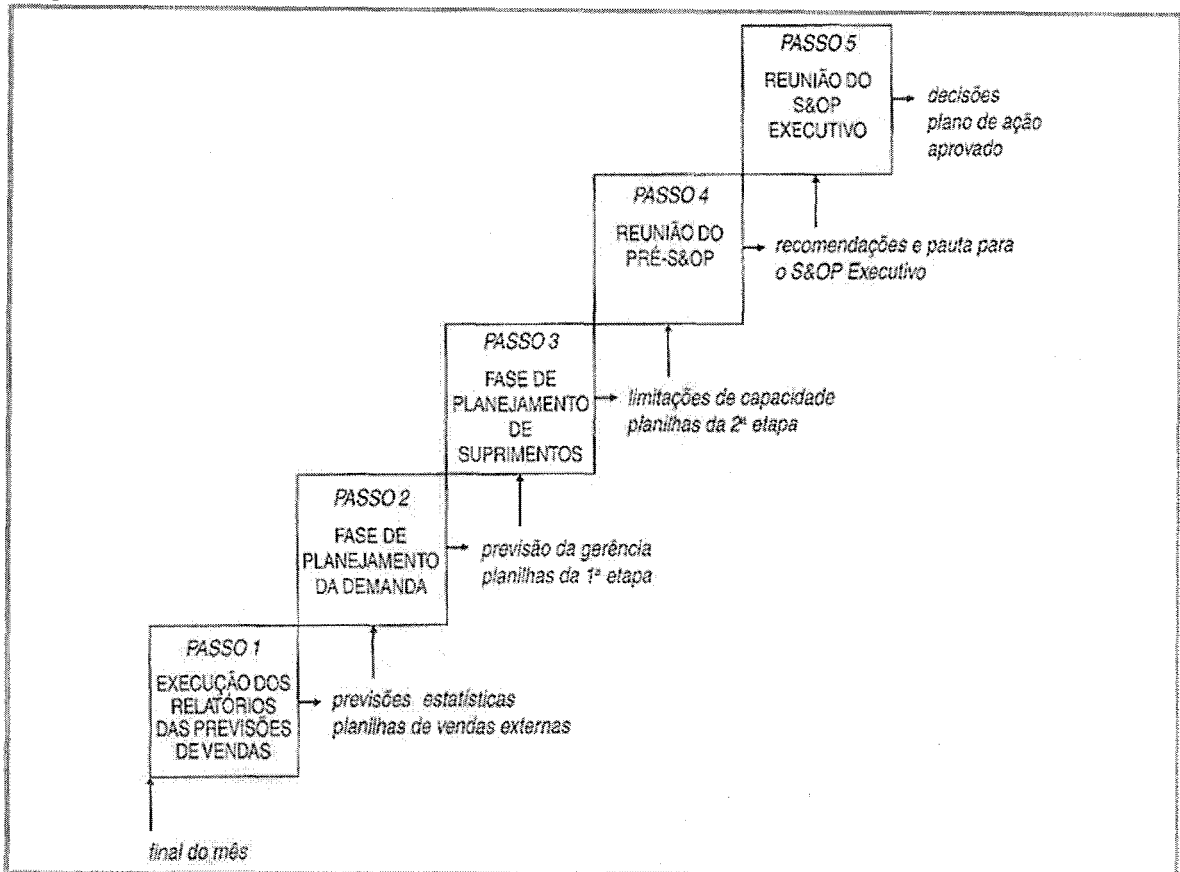 PASSO 5
REUNIÃO DO
S&OP
EXECUTIVO
decisões
plano de ação
aprovado
PASSO 4
REUNIÃO DO
PRÉ-S&OP
recomendações e pauta para
o S&OP Executivo
PASSO 3
FASE DE
PLANEJAMENTO
DE
SUPRIMENTOS
limitações de capacidade
planilhas da 2ª etapa
PASSO 2
FASE DE
PLANEJAMENTO
DA DEMANDA
previsão da gerência
planilhas da 1ª etapa
PASSO 1
EXECUÇÃO DOS
RELATÓRIOS
DAS PREVISÕES
DE VENDAS
previsões estatísticas
planilhas de vendas externas
final do mês